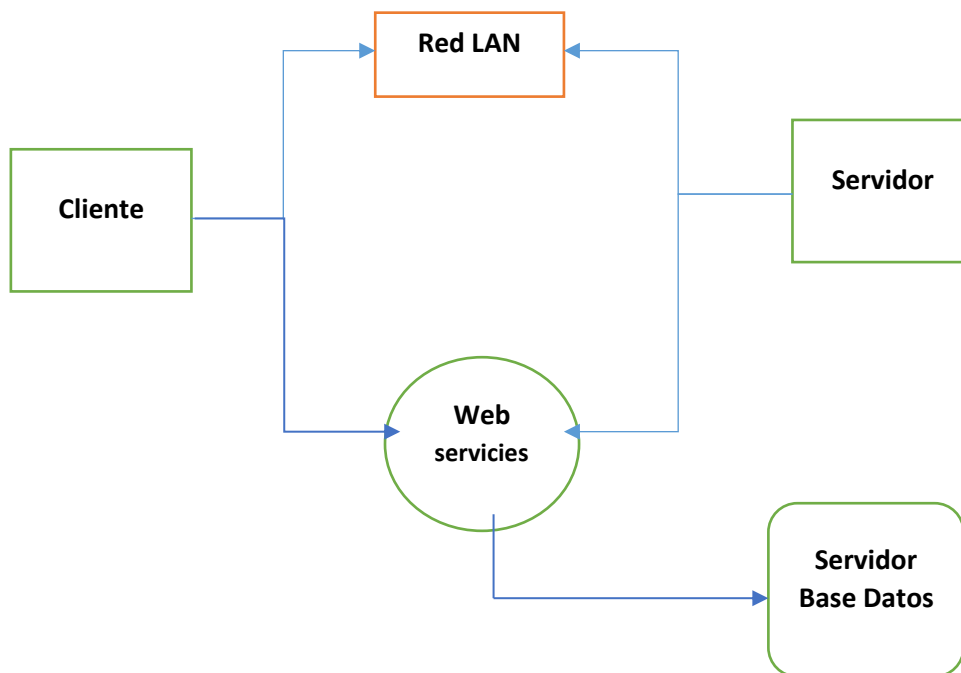 Red LAN
Cliente
Servidor
Web
servicies
Servidor
Base Datos